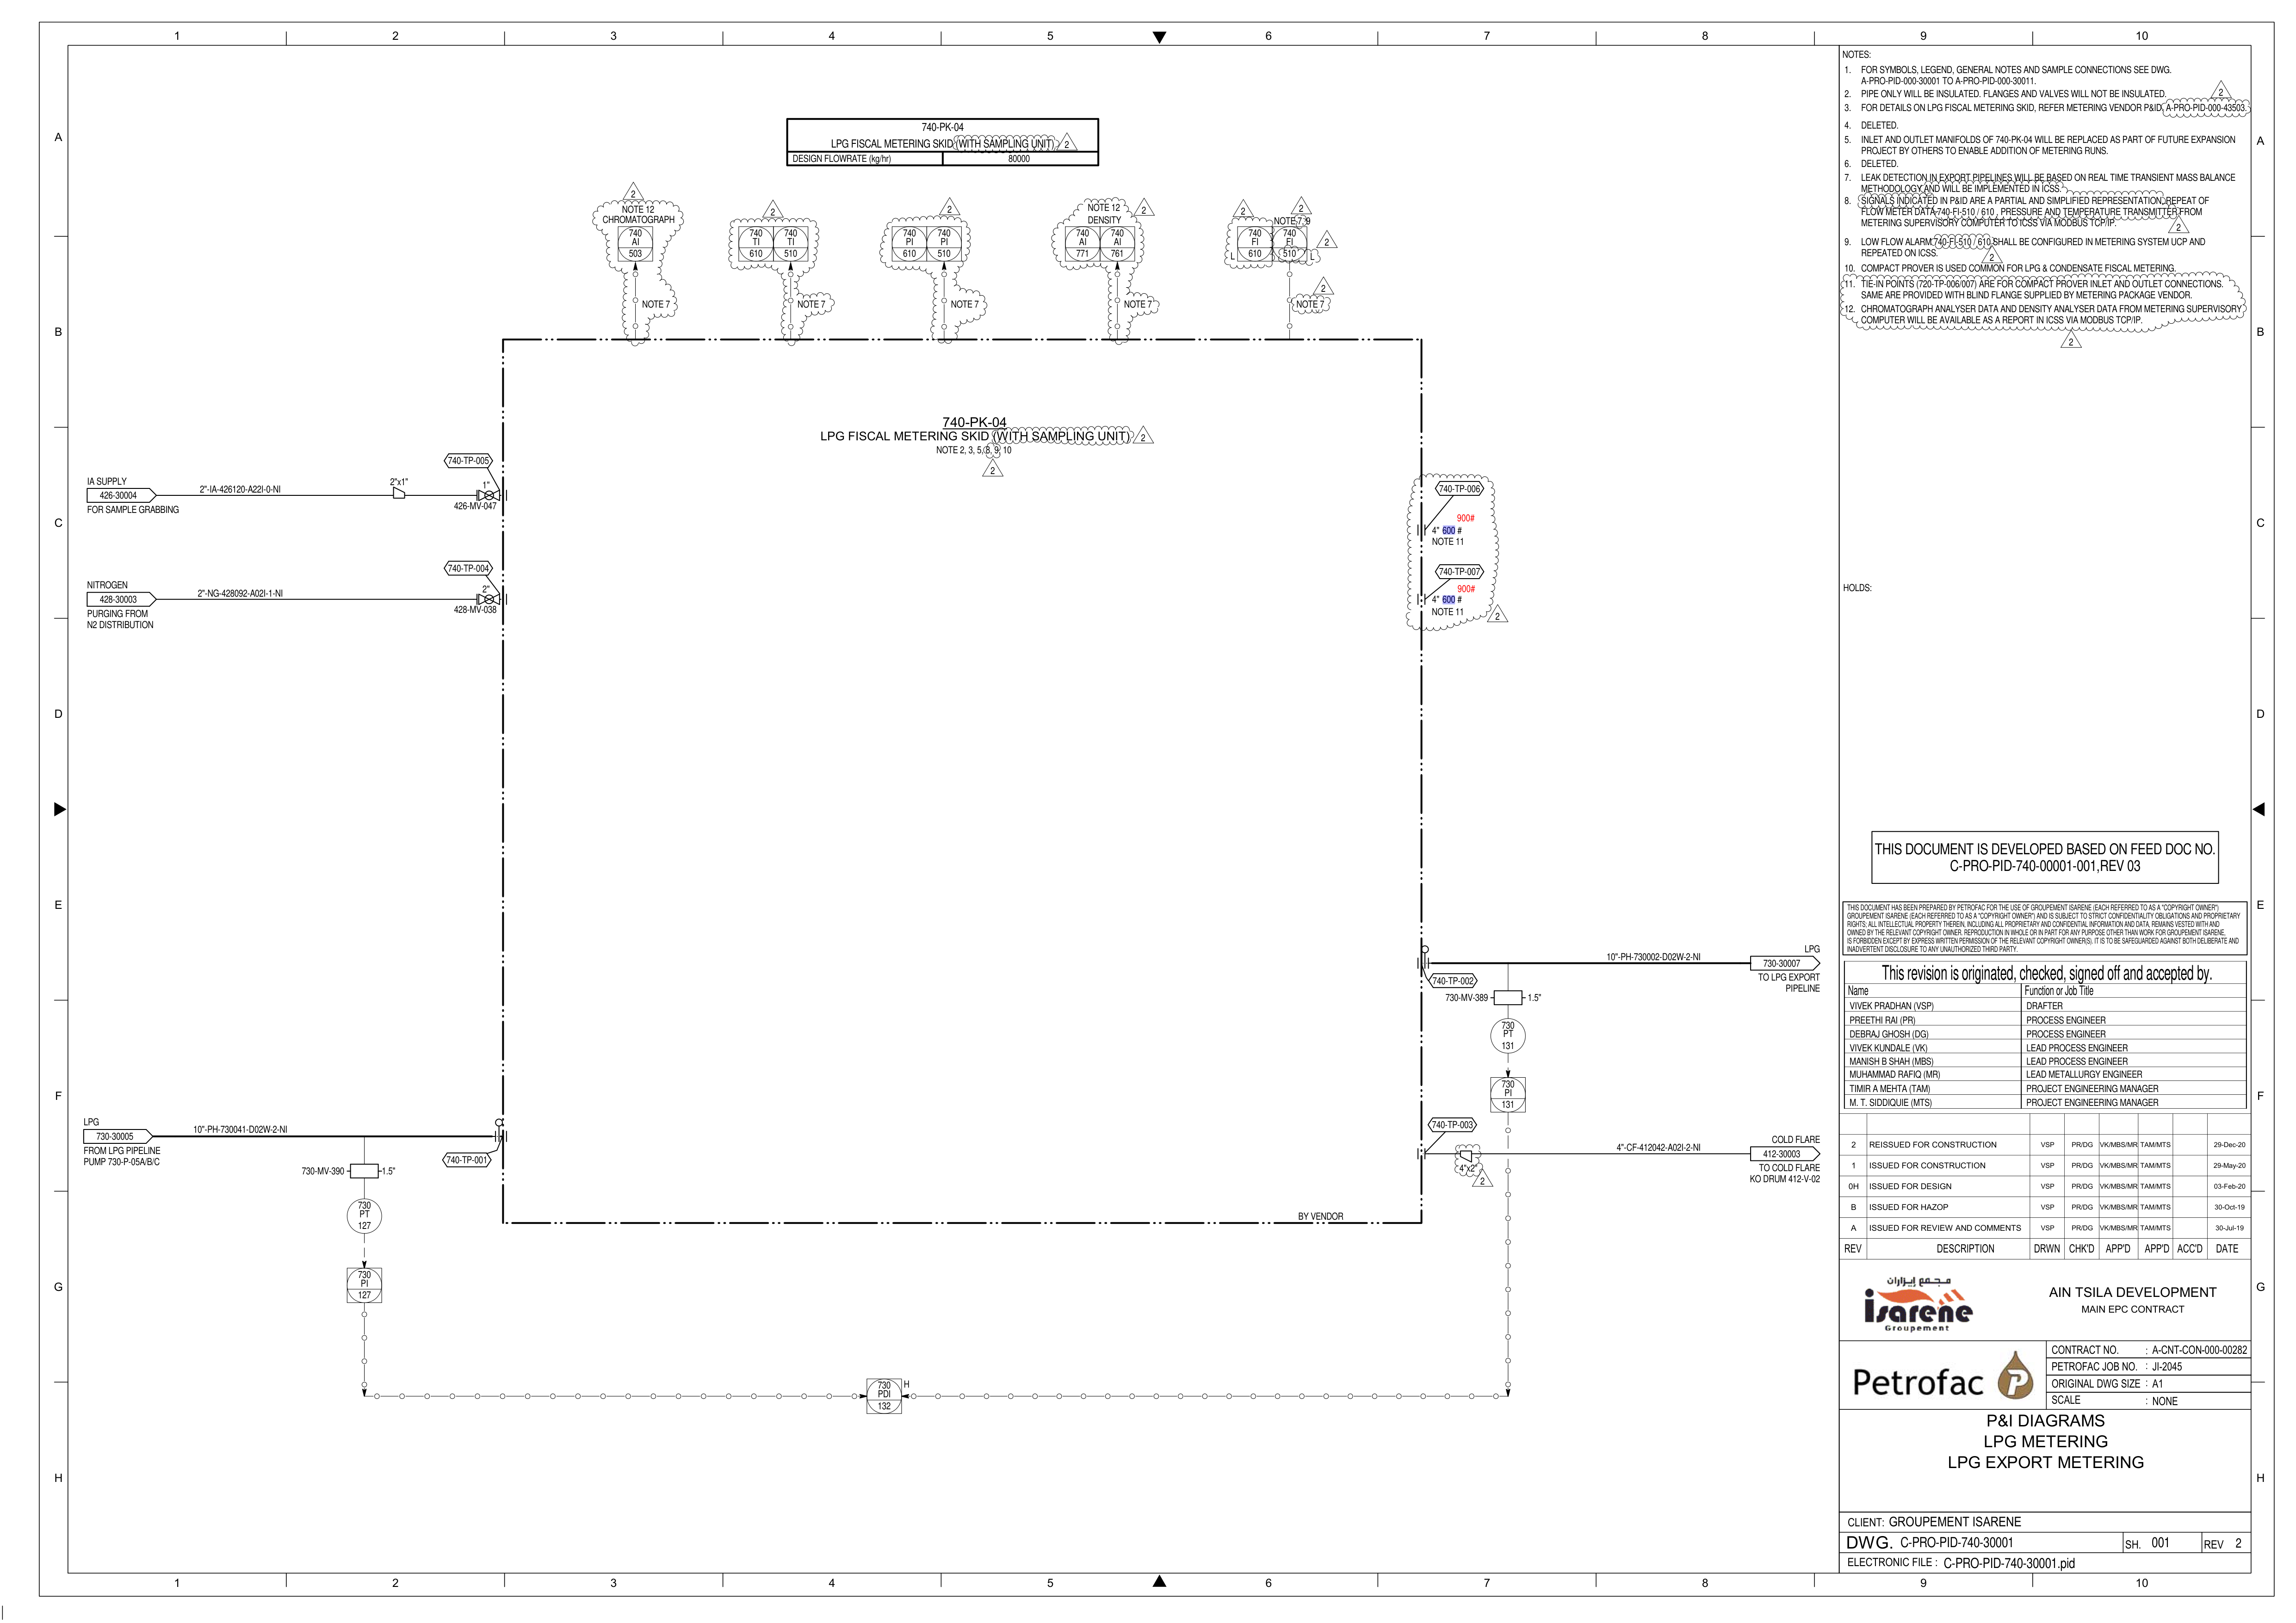 1 2 3 4 5 6 7 8 9 10
A
B
C
D
E
F
G
H
740-PK-04
LPG FISCAL METERING SKID (WITH SAMPLING UNIT) 2
DESIGN FLOWRATE (kg/hr) 80000
2
NOTE 12
CHROMATOGRAPH
740
AI
503
NOTE 7
2
740 740
TI TI
610 510
NOTE 7
2
740 740
PI PI
610 510
NOTE 7
NOTE 12 2
DENSITY
740 740
AI AI
771 761
NOTE 7
2 2
NOTE 7, 9
740 740
FI FI 2
610 510
L L
2
NOTE 7
740-PK-04
LPG FISCAL METERING SKID (WITH SAMPLING UNIT) 2
NOTE 2, 3, 5, 8, 9, 10
2
740-TP-005
IA SUPPLY
426-30004
FOR SAMPLE GRABBING
2"-IA-426120-A22I-0-NI
2"x1"
1"
426-MV-047
740-TP-004
NITROGEN
428-30003
PURGING FROM
N2 DISTRIBUTION
2"-NG-428092-A02I-1-NI
2"
428-MV-038
740-TP-006
900#
4" 600 #
NOTE 11
740-TP-007
900#
4" 600 #
NOTE 11
2
LPG
10"-PH-730002-D02W-2-NI
730-30007
TO LPG EXPORT
PIPELINE
740-TP-002
730-MV-389 1.5"
730
PT
131
730
PI
131
740-TP-003
COLD FLARE
4"-CF-412042-A02I-2-NI
412-30003
TO COLD FLARE
KO DRUM 412-V-02
4"x2"
2
LPG
730-30005
FROM LPG PIPELINE
PUMP 730-P-05A/B/C
10"-PH-730041-D02W-2-NI
740-TP-001
730-MV-390 1.5"
730
PT
127
730
PI
127
BY VENDOR
730
PDI
132
H
NOTES:
1. FOR SYMBOLS, LEGEND, GENERAL NOTES AND SAMPLE CONNECTIONS SEE DWG.
A-PRO-PID-000-30001 TO A-PRO-PID-000-30011.
2. PIPE ONLY WILL BE INSULATED. FLANGES AND VALVES WILL NOT BE INSULATED. 2
3. FOR DETAILS ON LPG FISCAL METERING SKID, REFER METERING VENDOR P&ID, A-PRO-PID-000-43503.
4. DELETED.
5. INLET AND OUTLET MANIFOLDS OF 740-PK-04 WILL BE REPLACED AS PART OF FUTURE EXPANSION
PROJECT BY OTHERS TO ENABLE ADDITION OF METERING RUNS.
6. DELETED.
7. LEAK DETECTION IN EXPORT PIPELINES WILL BE BASED ON REAL TIME TRANSIENT MASS BALANCE
METHODOLOGY AND WILL BE IMPLEMENTED IN ICSS.
8. SIGNALS INDICATED IN P&ID ARE A PARTIAL AND SIMPLIFIED REPRESENTATION. REPEAT OF
FLOW METER DATA 740-FI-510 / 610 , PRESSURE AND TEMPERATURE TRANSMITTER FROM
METERING SUPERVISORY COMPUTER TO ICSS VIA MODBUS TCP/IP. 2
9. LOW FLOW ALARM 740-FI-510 / 610 SHALL BE CONFIGURED IN METERING SYSTEM UCP AND
REPEATED ON ICSS. 2
10. COMPACT PROVER IS USED COMMON FOR LPG & CONDENSATE FISCAL METERING.
11. TIE-IN POINTS (720-TP-006/007) ARE FOR COMPACT PROVER INLET AND OUTLET CONNECTIONS.
SAME ARE PROVIDED WITH BLIND FLANGE SUPPLIED BY METERING PACKAGE VENDOR.
12. CHROMATOGRAPH ANALYSER DATA AND DENSITY ANALYSER DATA FROM METERING SUPERVISORY
COMPUTER WILL BE AVAILABLE AS A REPORT IN ICSS VIA MODBUS TCP/IP.
2
HOLDS:
THIS DOCUMENT IS DEVELOPED BASED ON FEED DOC NO.
C-PRO-PID-740-00001-001,REV 03
THIS DOCUMENT HAS BEEN PREPARED BY PETROFAC FOR THE USE OF GROUPEMENT ISARENE (EACH REFERRED TO AS A "COPYRIGHT OWNER")
GROUPEMENT ISARENE (EACH REFERRED TO AS A "COPYRIGHT OWNER") AND IS SUBJECT TO STRICT CONFIDENTIALITY OBLIGATIONS AND PROPRIETARY
RIGHTS; ALL INTELLECTUAL PROPERTY THEREIN, INCLUDING ALL PROPRIETARY AND CONFIDENTIAL INFORMATION AND DATA, REMAINS VESTED WITH AND
OWNED BY THE RELEVANT COPYRIGHT OWNER. REPRODUCTION IN WHOLE OR IN PART FOR ANY PURPOSE OTHER THAN WORK FOR GROUPEMENT ISARENE,
IS FORBIDDEN EXCEPT BY EXPRESS WRITTEN PERMISSION OF THE RELEVANT COPYRIGHT OWNER(S). IT IS TO BE SAFEGUARDED AGAINST BOTH DELIBERATE AND
INADVERTENT DISCLOSURE TO ANY UNAUTHORIZED THIRD PARTY.
This revision is originated, checked, signed off and accepted by.
Name Function or Job Title
VIVEK PRADHAN (VSP) DRAFTER
PREETHI RAI (PR) PROCESS ENGINEER
DEBRAJ GHOSH (DG) PROCESS ENGINEER
VIVEK KUNDALE (VK) LEAD PROCESS ENGINEER
MANISH B SHAH (MBS) LEAD PROCESS ENGINEER
MUHAMMAD RAFIQ (MR) LEAD METALLURGY ENGINEER
TIMIR A MEHTA (TAM) PROJECT ENGINEERING MANAGER
M. T. SIDDIQUIE (MTS) PROJECT ENGINEERING MANAGER
2 REISSUED FOR CONSTRUCTION VSP PR/DG VK/MBS/MR TAM/MTS 29-Dec-20
1 ISSUED FOR CONSTRUCTION VSP PR/DG VK/MBS/MR TAM/MTS 29-May-20
0H ISSUED FOR DESIGN VSP PR/DG VK/MBS/MR TAM/MTS 03-Feb-20
B ISSUED FOR HAZOP VSP PR/DG VK/MBS/MR TAM/MTS 30-Oct-19
A ISSUED FOR REVIEW AND COMMENTS VSP PR/DG VK/MBS/MR TAM/MTS 30-Jul-19
REV DESCRIPTION DRWN CHK'D APP'D APP'D ACC'D DATE
مجمع إيزاران
isarene
Groupement
AIN TSILA DEVELOPMENT
MAIN EPC CONTRACT
Petrofac
CONTRACT NO. : A-CNT-CON-000-00282
PETROFAC JOB NO. : JI-2045
ORIGINAL DWG SIZE : A1
SCALE : NONE
P&I DIAGRAMS
LPG METERING
LPG EXPORT METERING
CLIENT: GROUPEMENT ISARENE
DWG. C-PRO-PID-740-30001 SH. 001 REV 2
ELECTRONIC FILE : C-PRO-PID-740-30001.pid
A
B
C
D
E
F
G
H
1 2 3 4 5 6 7 8 9 10